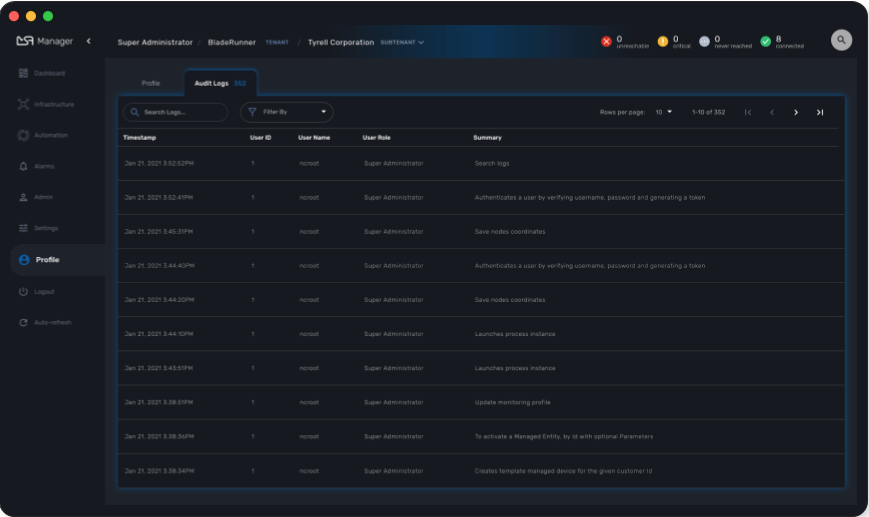 MSA Manager
Super Administrator / BladeRunner TENANT / Tyrell Corporation SUBTENANT
0 unreachable
0 critical
0 never reached
8 connected
Dashboard
Infrastructure
Automation
Alarms
Admin
Settings
Profile
Logout
Auto-refresh
Profile
Audit Logs 352
Search Logs...
Filter By
Rows per page: 10
1-10 of 352
Timestamp User ID User Name User Role Summary
Jan 21, 2021 3:52:52PM 1 ncroot Super Administrator Search logs
Jan 21, 2021 3:52:41PM 1 ncroot Super Administrator Authenticates a user by verifying username, password and generating a token
Jan 21, 2021 3:45:31PM 1 ncroot Super Administrator Save nodes coordinates
Jan 21, 2021 3:44:40PM 1 ncroot Super Administrator Authenticates a user by verifying username, password and generating a token
Jan 21, 2021 3:44:20PM 1 ncroot Super Administrator Save nodes coordinates
Jan 21, 2021 3:44:10PM 1 ncroot Super Administrator Launches process instance
Jan 21, 2021 3:43:51PM 1 ncroot Super Administrator Launches process instance
Jan 21, 2021 3:38:51PM 1 ncroot Super Administrator Update monitoring profile
Jan 21, 2021 3:38:36PM 1 ncroot Super Administrator To activate a Managed Entity, by Id with optional Parameters
Jan 21, 2021 3:38:34PM 1 ncroot Super Administrator Creates template managed device for the given customer id